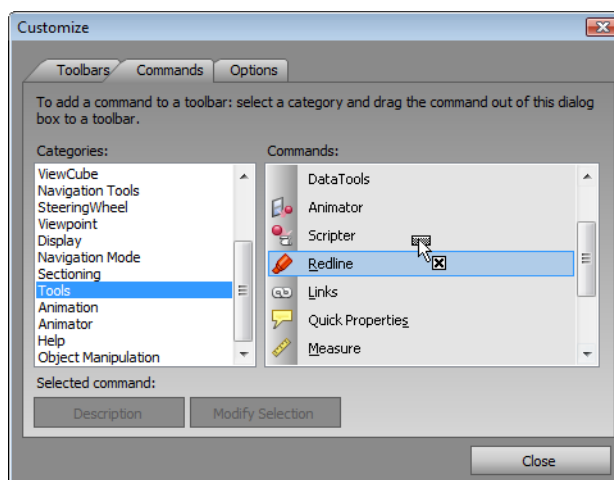 Customize
Toolbars
Commands
Options
To add a command to a toolbar: select a category and drag the command out of this dialog
box to a toolbar.
Categories:
ViewCube
Navigation Tools
SteeringWheel
Viewpoint
Display
Navigation Mode
Sectioning
Tools
Animation
Animator
Help
Object Manipulation
Commands:
DataTools
Animator
Scripter
Redline
Links
Quick Properties
Measure
Selected command:
Description
Modify Selection
Close